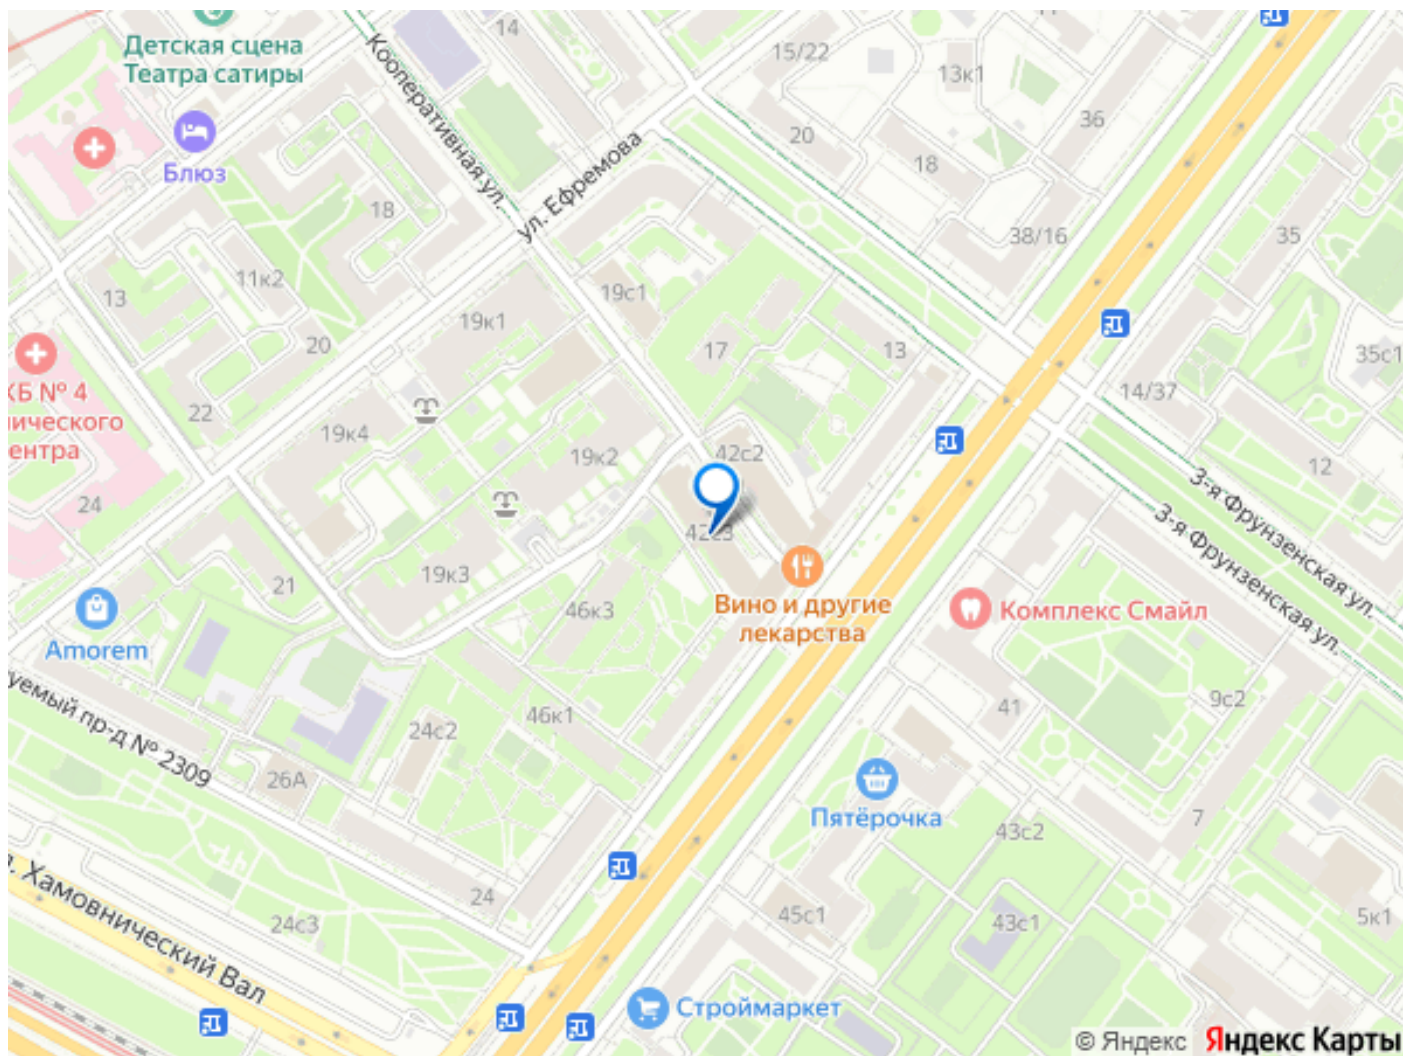 14
Детская сцена
Театра сатиры
Кооперативная ул.
15/22
13к1
36
20
18
Блюз
ул. Ефремова
18
38/16
35
11к2
13
19с1
19к1
20
17
13
35с1
КБ № 4
нического
ентра
22
14/37
19к4
19к2
42с2
12
24
3-я Фрунзенская ул.
3-я Фрунзенская ул.
19к3
21
46к3
Amorem
Вино и другие
лекарства
Комплекс Смайл
уемый пр-д № 2309
24с2
46к1
41
9с2
26А
Пятёрочка
43с2
7
Хамовнический Вал
24
24с3
45с1
43с1
5к1
Строймаркет
© Яндекс Яндекс Карты